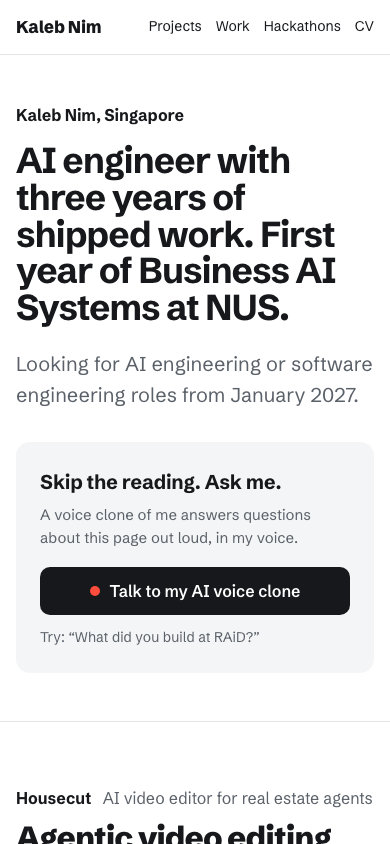 Kaleb Nim Projects Work Hackathons CV
Kaleb Nim, Singapore
AI engineer with
three years of
shipped work. First
year of Business AI
Systems at NUS.
Looking for AI engineering or software
engineering roles from January 2027.
Skip the reading. Ask me.
A voice clone of me answers questions
about this page out loud, in my voice.
Talk to my AI voice clone
Try: “What did you build at RAiD?”
Housecut AI video editor for real estate agents
Agentic video editing